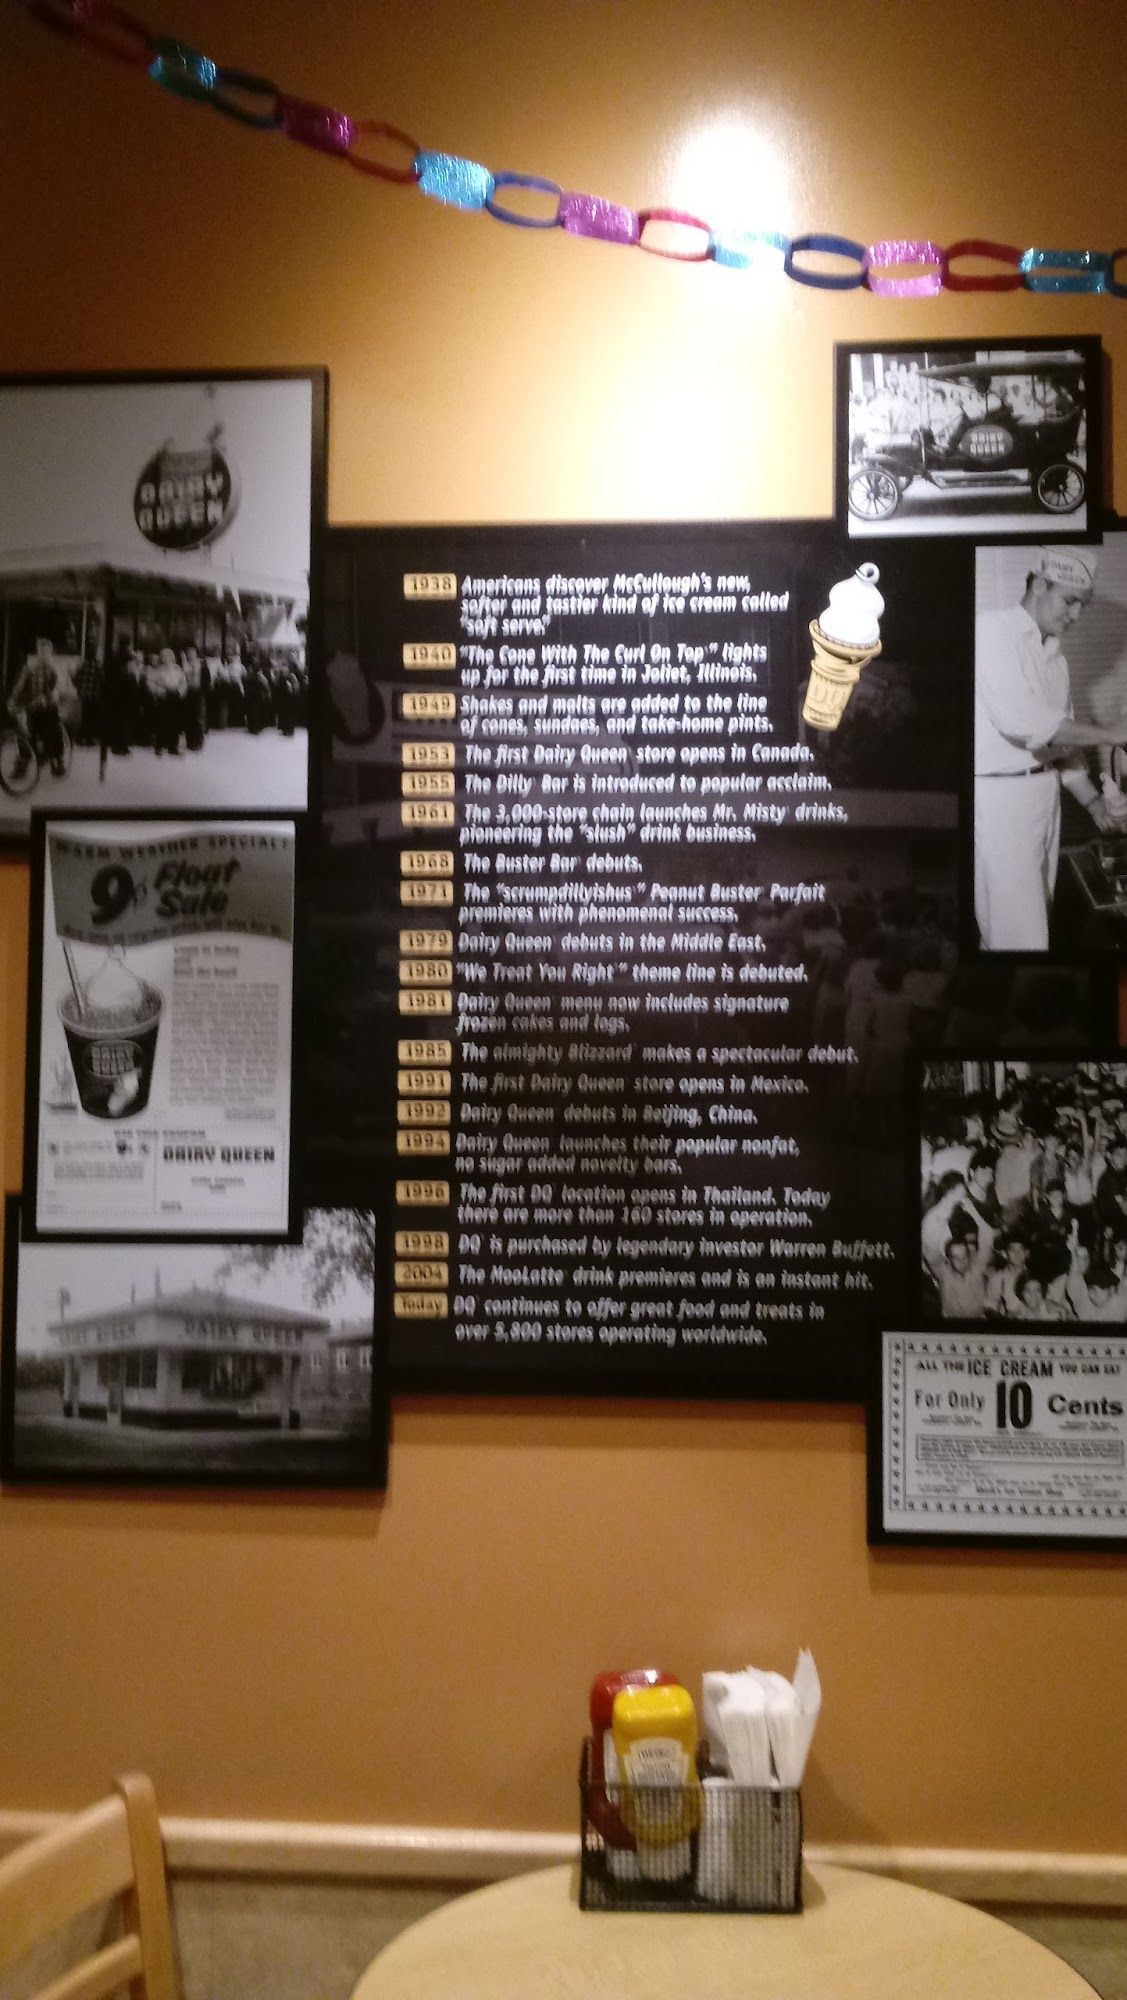 DAIRY
QUEEN
DAIRY
QUEEN
DAIRY
QUEEN
1938 Americans discover McCullough's new,
softer and tastier kind of ice cream called
"soft serve."
1940 "The Cone With The Curl On Top" lights
up for the first time in Joliet, Illinois.
1949 Shakes and malts are added to the line
of cones, sundaes, and take-home pints.
1953 The first Dairy Queen store opens in Canada.
1955 The Dilly Bar is introduced to popular acclaim.
1961 The 3,000-store chain launches Mr. Misty drinks,
pioneering the "slush" drink business.
1968 The Buster Bar debuts.
1971 The "scrumpdillyishus" Peanut Buster Parfait
premieres with phenomenal success.
1979 Dairy Queen debuts in the Middle East.
1980 "We Treat You Right" theme line is debuted.
1981 Dairy Queen menu now includes signature
frozen cakes and logs.
1985 The almighty Blizzard makes a spectacular debut.
1991 The first Dairy Queen store opens in Mexico.
1992 Dairy Queen debuts in Beijing, China.
1994 Dairy Queen launches their popular nonfat,
no sugar added novelty bars.
1996 The first DQ location opens in Thailand. Today
there are more than 160 stores in operation.
1998 DQ is purchased by legendary investor Warren Buffett.
2004 The MooLatte drink premieres and is an instant hit.
Today DQ continues to offer great food and treats in
over 5,800 stores operating worldwide.
DQ
WARM WEATHER SPECIAL:
9¢ Float
Sale
DAIRY
QUEEN
DAIRY QUEEN
DAIRY QUEEN
ALL THE ICE CREAM YOU CAN EAT
For Only 10 Cents
HEINZ